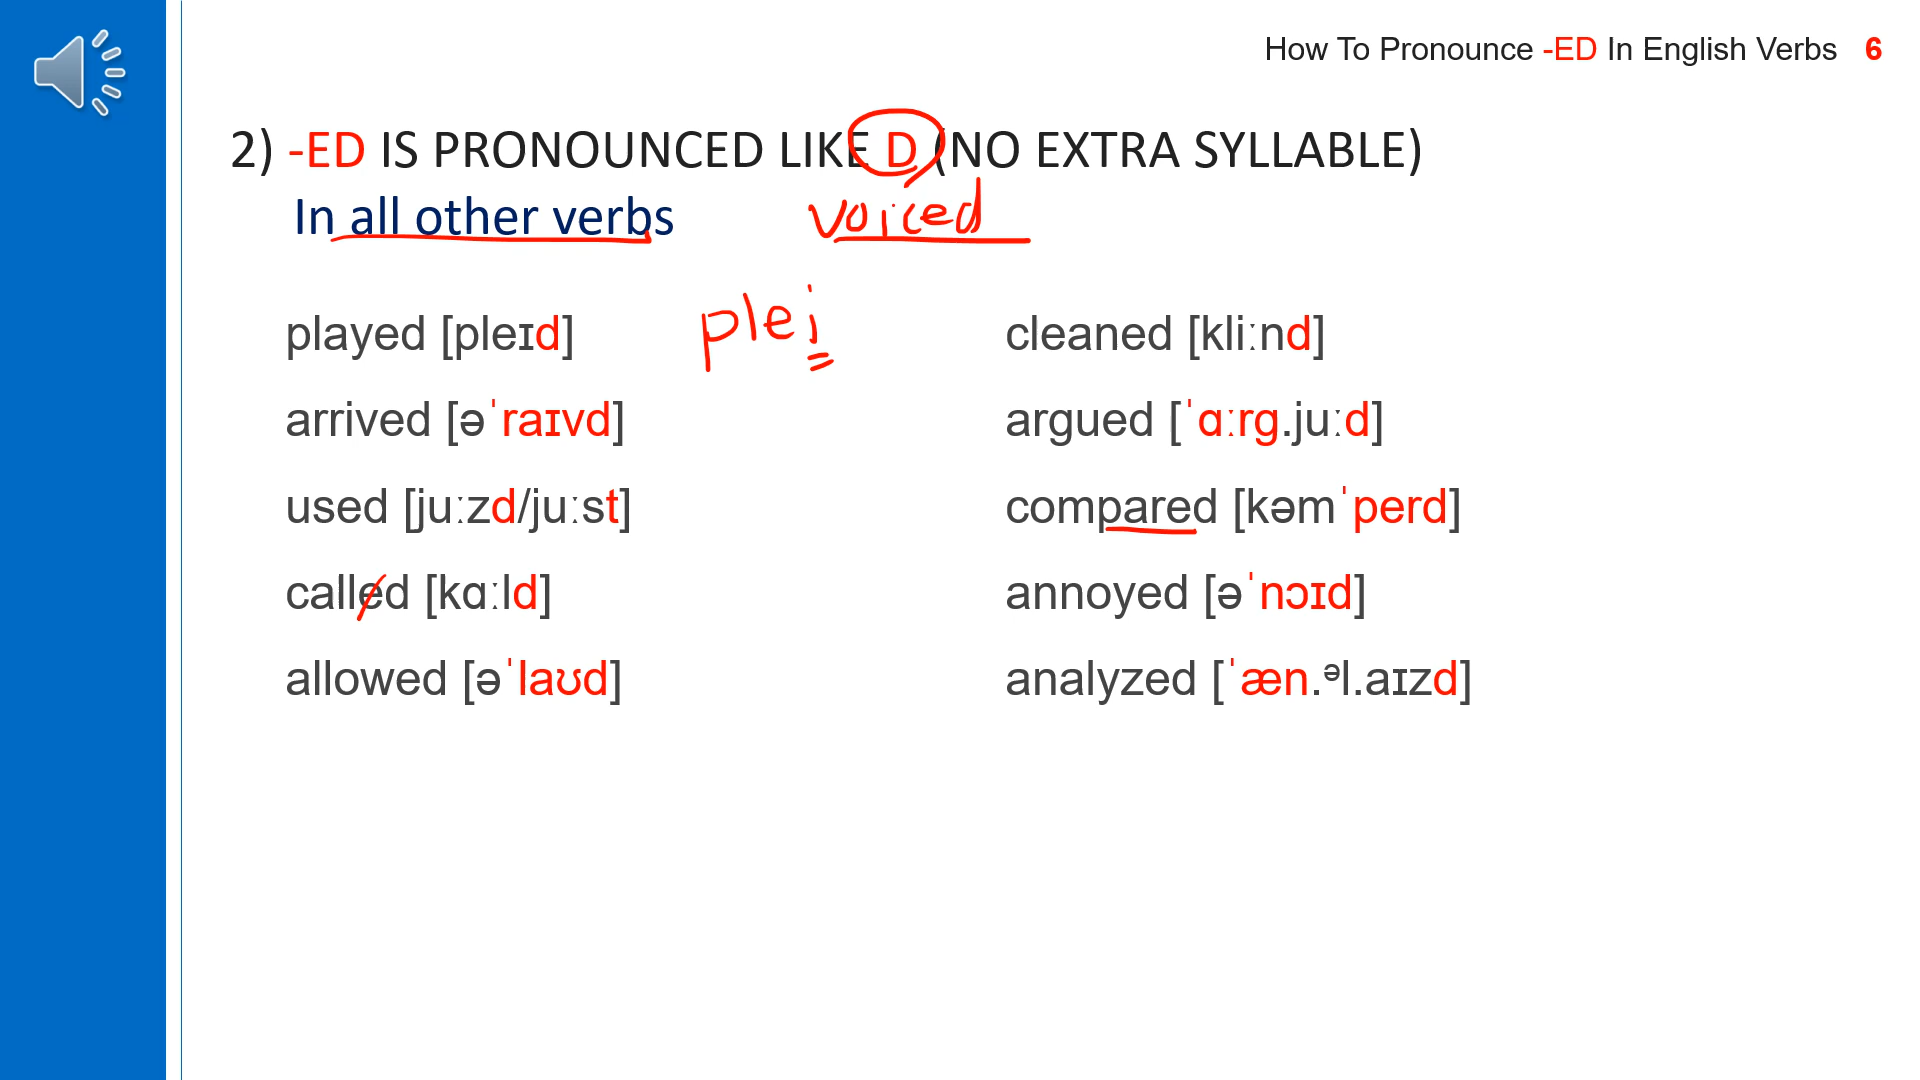 How To Pronounce -ED In English Verbs 6
2) -ED IS PRONOUNCED LIKE D (NO EXTRA SYLLABLE)
In all other verbs voiced
played [pleɪd] plei cleaned [kliːnd]
arrived [əˈraɪvd] argued [ˈɑːrg.juːd]
used [juːzd/juːst] compared [kəmˈperd]
called [kɑːld] annoyed [əˈnɔɪd]
allowed [əˈlaʊd] analyzed [ˈæn.ᵊl.aɪzd]